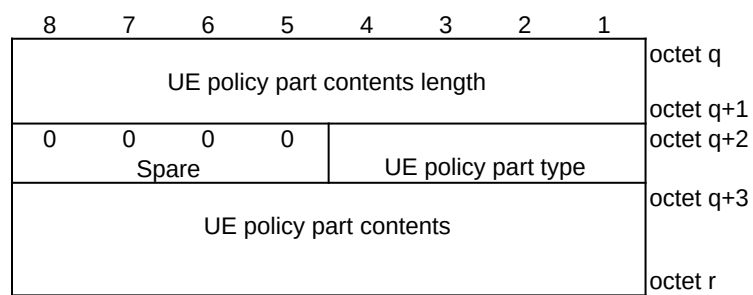 8 7 6 5 4 3 2 1
octet q
UE policy part contents length
octet q+1
0 0 0 0 octet q+2
Spare UE policy part type
octet q+3
UE policy part contents
octet r